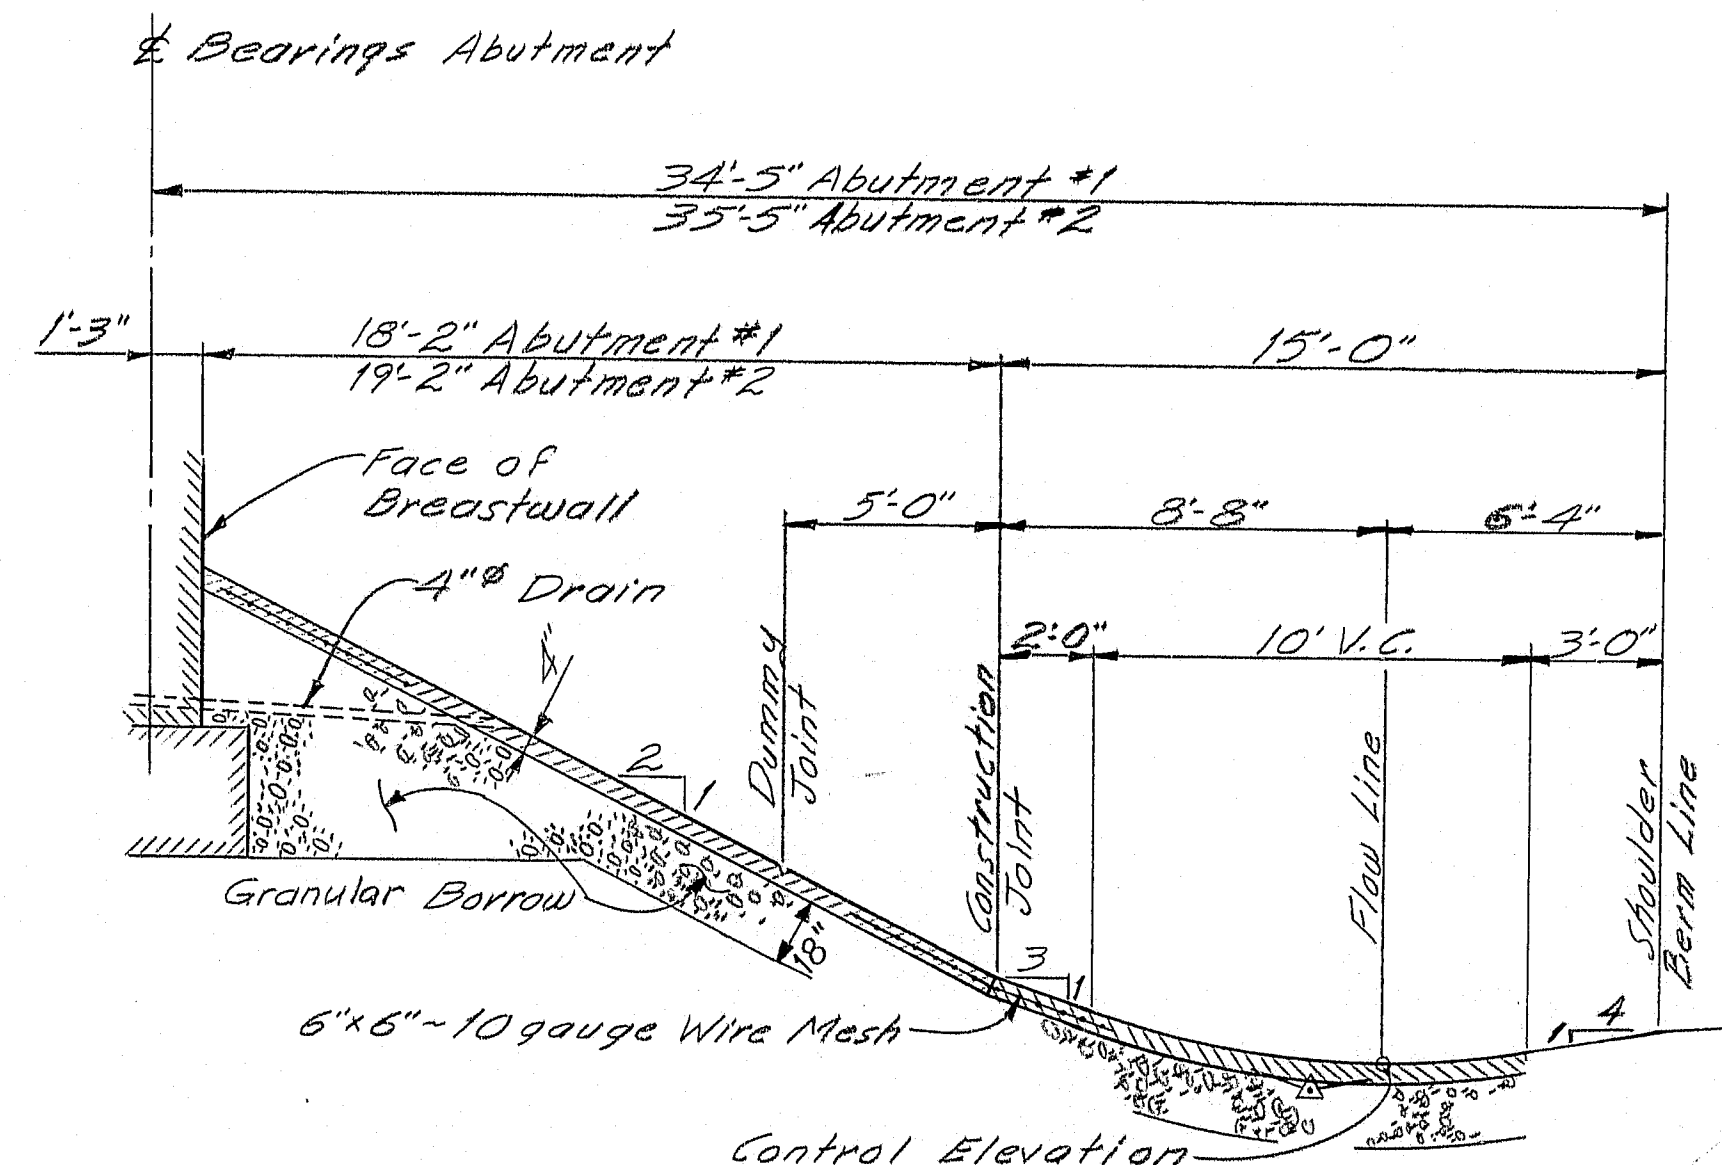 ℄ Bearings Abutment
34'-5" Abutment #1
35'-5" Abutment #2
1'-3"
18'-2" Abutment #1
19'-2" Abutment #2
15'-0"
Face of
Breastwall
5'-0"
8'-8"
6'-4"
4"ø Drain
4"
2'-0"
10' V.C.
3'-0"
Dummy
Joint
Construction
Joint
Flow Line
Shoulder
Berm Line
2
1
Granular Borrow
18"
3
1
6"x6"~10 gauge Wire Mesh
1
4
Control Elevation